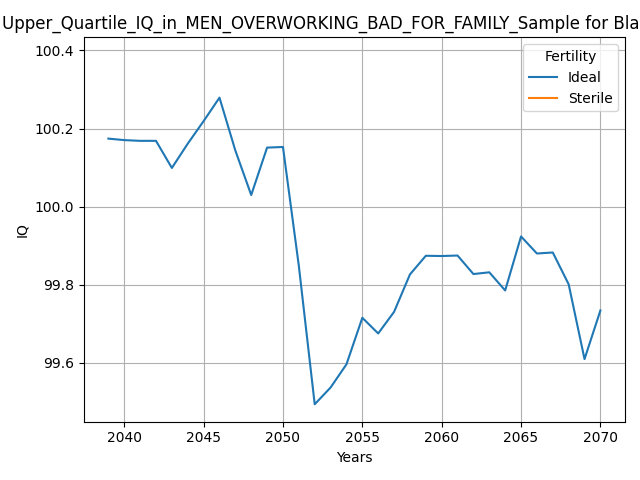 Upper_Quartile_IQ_in_MEN_OVERWORKING_BAD_FOR_FAMILY_Sample for Bla
Fertility
Ideal
Sterile
100.4
100.2
100.0
99.8
99.6
IQ
2040 2045 2050 2055 2060 2065 2070
Years